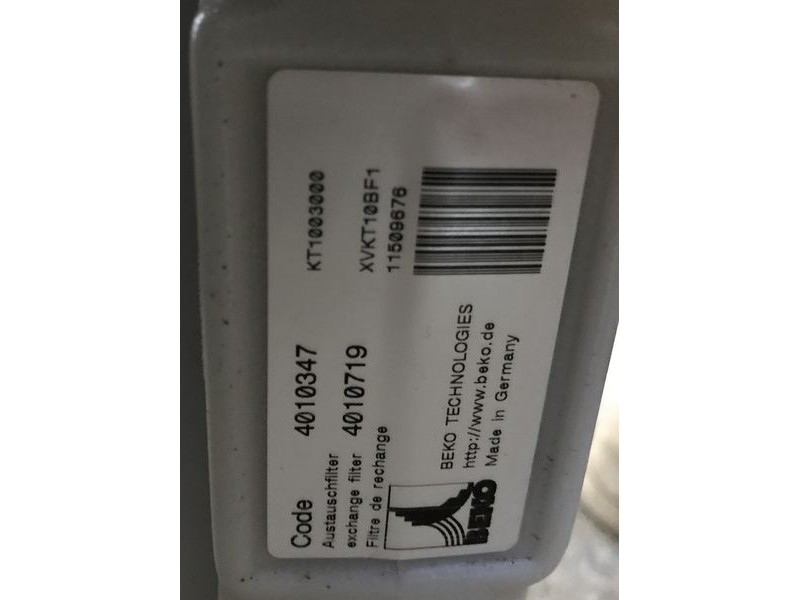 Code 4010347 KT1003000
Austauschfilter
exchange filter 4010719 XVKT10BF1
Filtre de rechange 11509676
BEKO
BEKO TECHNOLOGIES
http://www.beko.de
Made in Germany